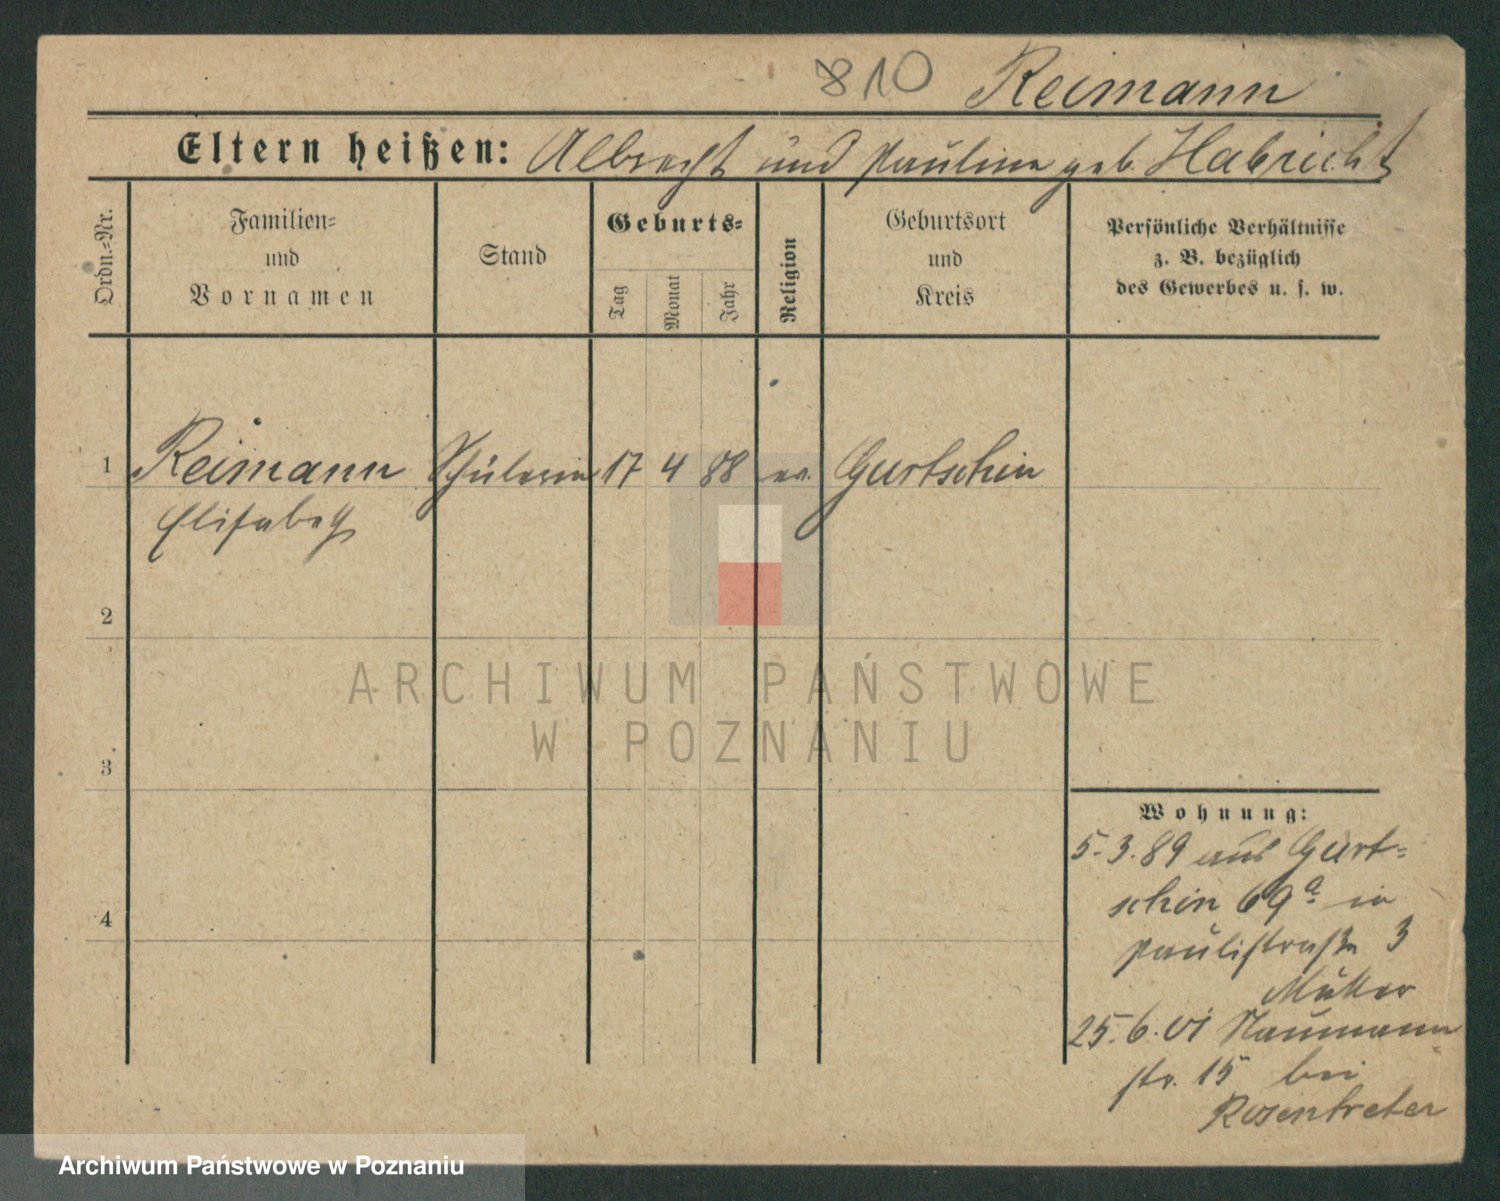 810 Reimann
Eltern heißen: Albrecht und Pauline geb. Habricht
Ordn.=Nr.
Familien=
und
Vornamen
Stand
Geburts=
Tag
Monat
Jahr
Religion
Geburtsort
und
Kreis
Persönliche Verhältnisse
z. B. bezüglich
des Gewerbes u. s. w.
1 Reimann Schülerin 17 4 88 ev. Gurtschin
Elisabeth
2
3
4
Wohnung:
5.3.89 aus Gurt=
schin 69a in
Paulistraße 3
25.6.01 Naumann
str. 15 bei
Rosentreter
ARCHIWUM PAŃSTWOWE
W POZNANIU
Archiwum Państwowe w Poznaniu